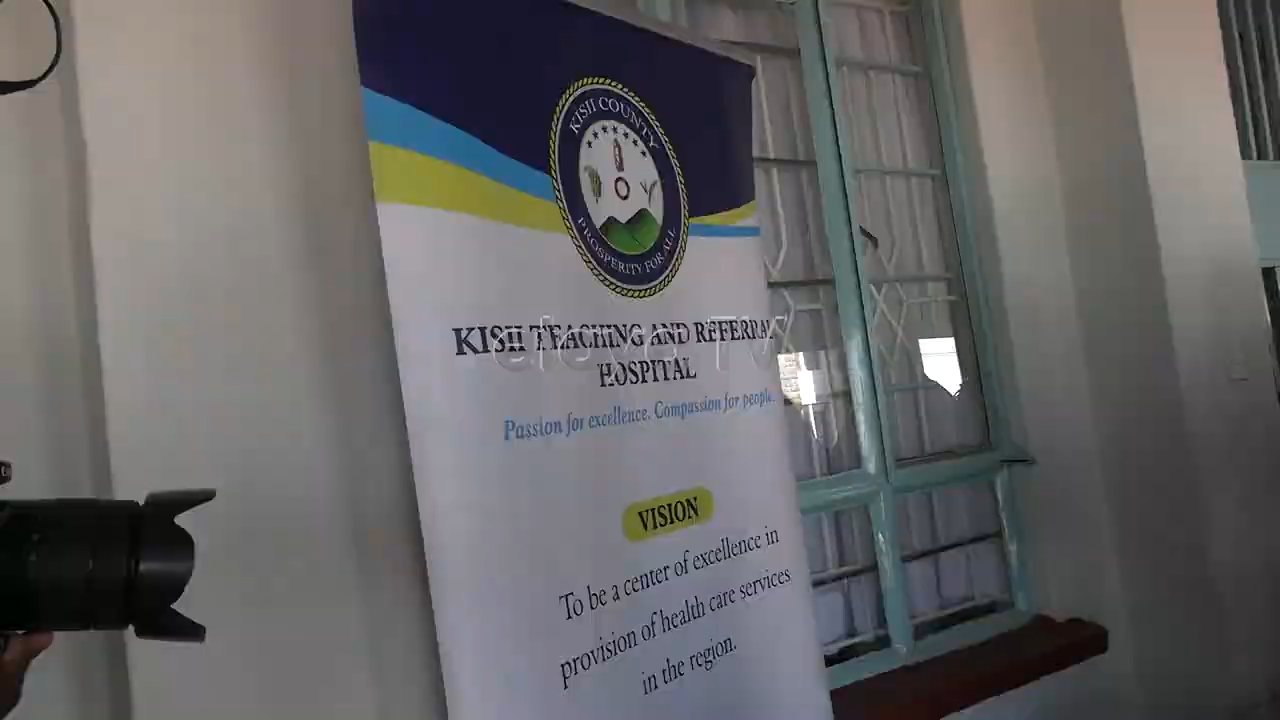 KISII COUNTY
PROSPERITY FOR ALL
KISII TEACHING AND REFERRAL
HOSPITAL
Passion for excellence. Compassion for people.
VISION
To be a center of excellence in
provision of health care services
in the region.